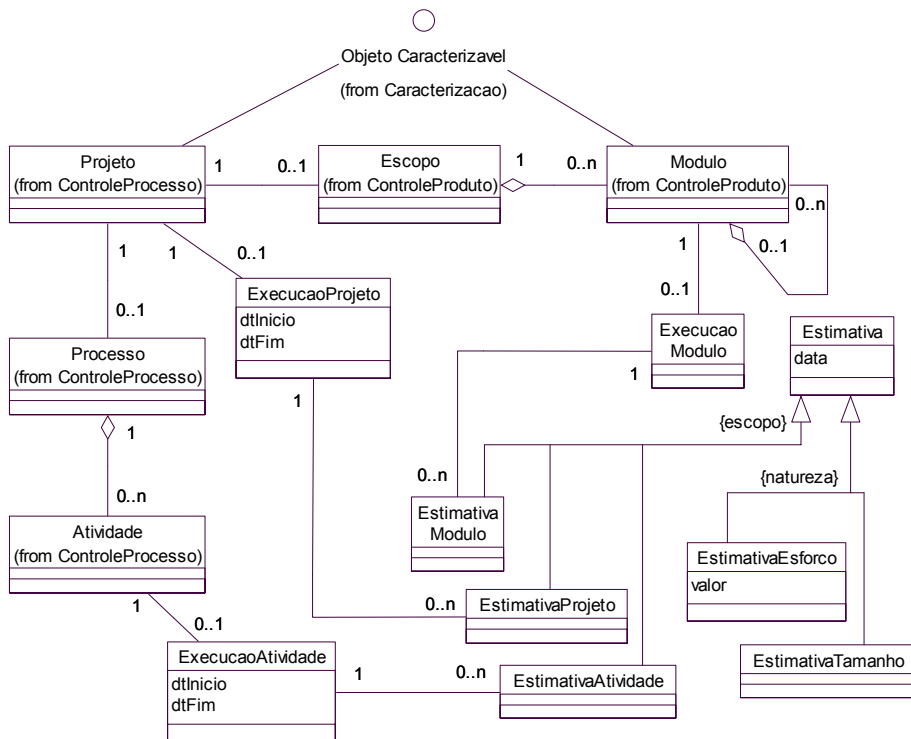 Objeto Caracterizavel
(from Caracterizacao)
Projeto
(from ControleProcesso)
1
0..1
Escopo
(from ControleProduto)
1
0..n
Modulo
(from ControleProduto)
0..n
0..1
1
1
0..1
1
0..1
0..1
ExecucaoProjeto
dtInicio
dtFim
1
Execucao
Modulo
1
Estimativa
data
Processo
(from ControleProcesso)
1
0..n
{escopo}
{natureza}
0..n
Estimativa
Modulo
Atividade
(from ControleProcesso)
1
0..1
EstimativaEsforco
valor
0..n
EstimativaProjeto
ExecucaoAtividade
dtInicio
dtFim
1
0..n
EstimativaAtividade
EstimativaTamanho